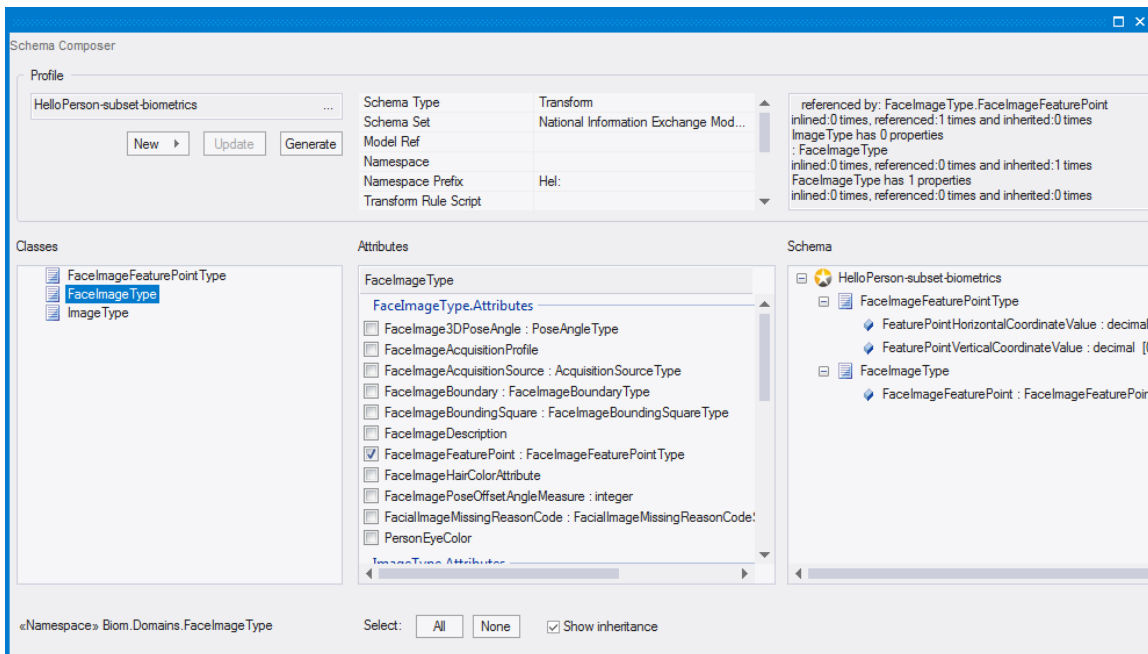 Schema Composer
Profile
HelloPerson-subset-biometrics ...
New Update Generate
Schema Type Transform
Schema Set National Information Exchange Mod...
Model Ref
Namespace
Namespace Prefix Hel:
Transform Rule Script
referenced by: FaceImageType.FaceImageFeaturePoint
inlined:0 times, referenced:1 times and inherited:0 times
ImageType has 0 properties
: FaceImageType
inlined:0 times, referenced:0 times and inherited:1 times
FaceImageType has 1 properties
inlined:0 times, referenced:0 times and inherited:0 times
Classes
FaceImageFeaturePointType
FaceImageType
ImageType
Attributes
FaceImageType
FaceImageType.Attributes
FaceImage3DPoseAngle : PoseAngleType
FaceImageAcquisitionProfile
FaceImageAcquisitionSource : AcquisitionSourceType
FaceImageBoundary : FaceImageBoundaryType
FaceImageBoundingSquare : FaceImageBoundingSquareType
FaceImageDescription
FaceImageFeaturePoint : FaceImageFeaturePointType
FaceImageHairColorAttribute
FaceImagePoseOffsetAngleMeasure : integer
FacialImageMissingReasonCode : FacialImageMissingReasonCode
PersonEyeColor
ImageType.Attributes
Schema
HelloPerson-subset-biometrics
FaceImageFeaturePointType
FeaturePointHorizontalCoordinateValue : decimal
FeaturePointVerticalCoordinateValue : decimal [0
FaceImageType
FaceImageFeaturePoint : FaceImageFeaturePoin
«Namespace» Biom.Domains.FaceImageType
Select: All None Show inheritance